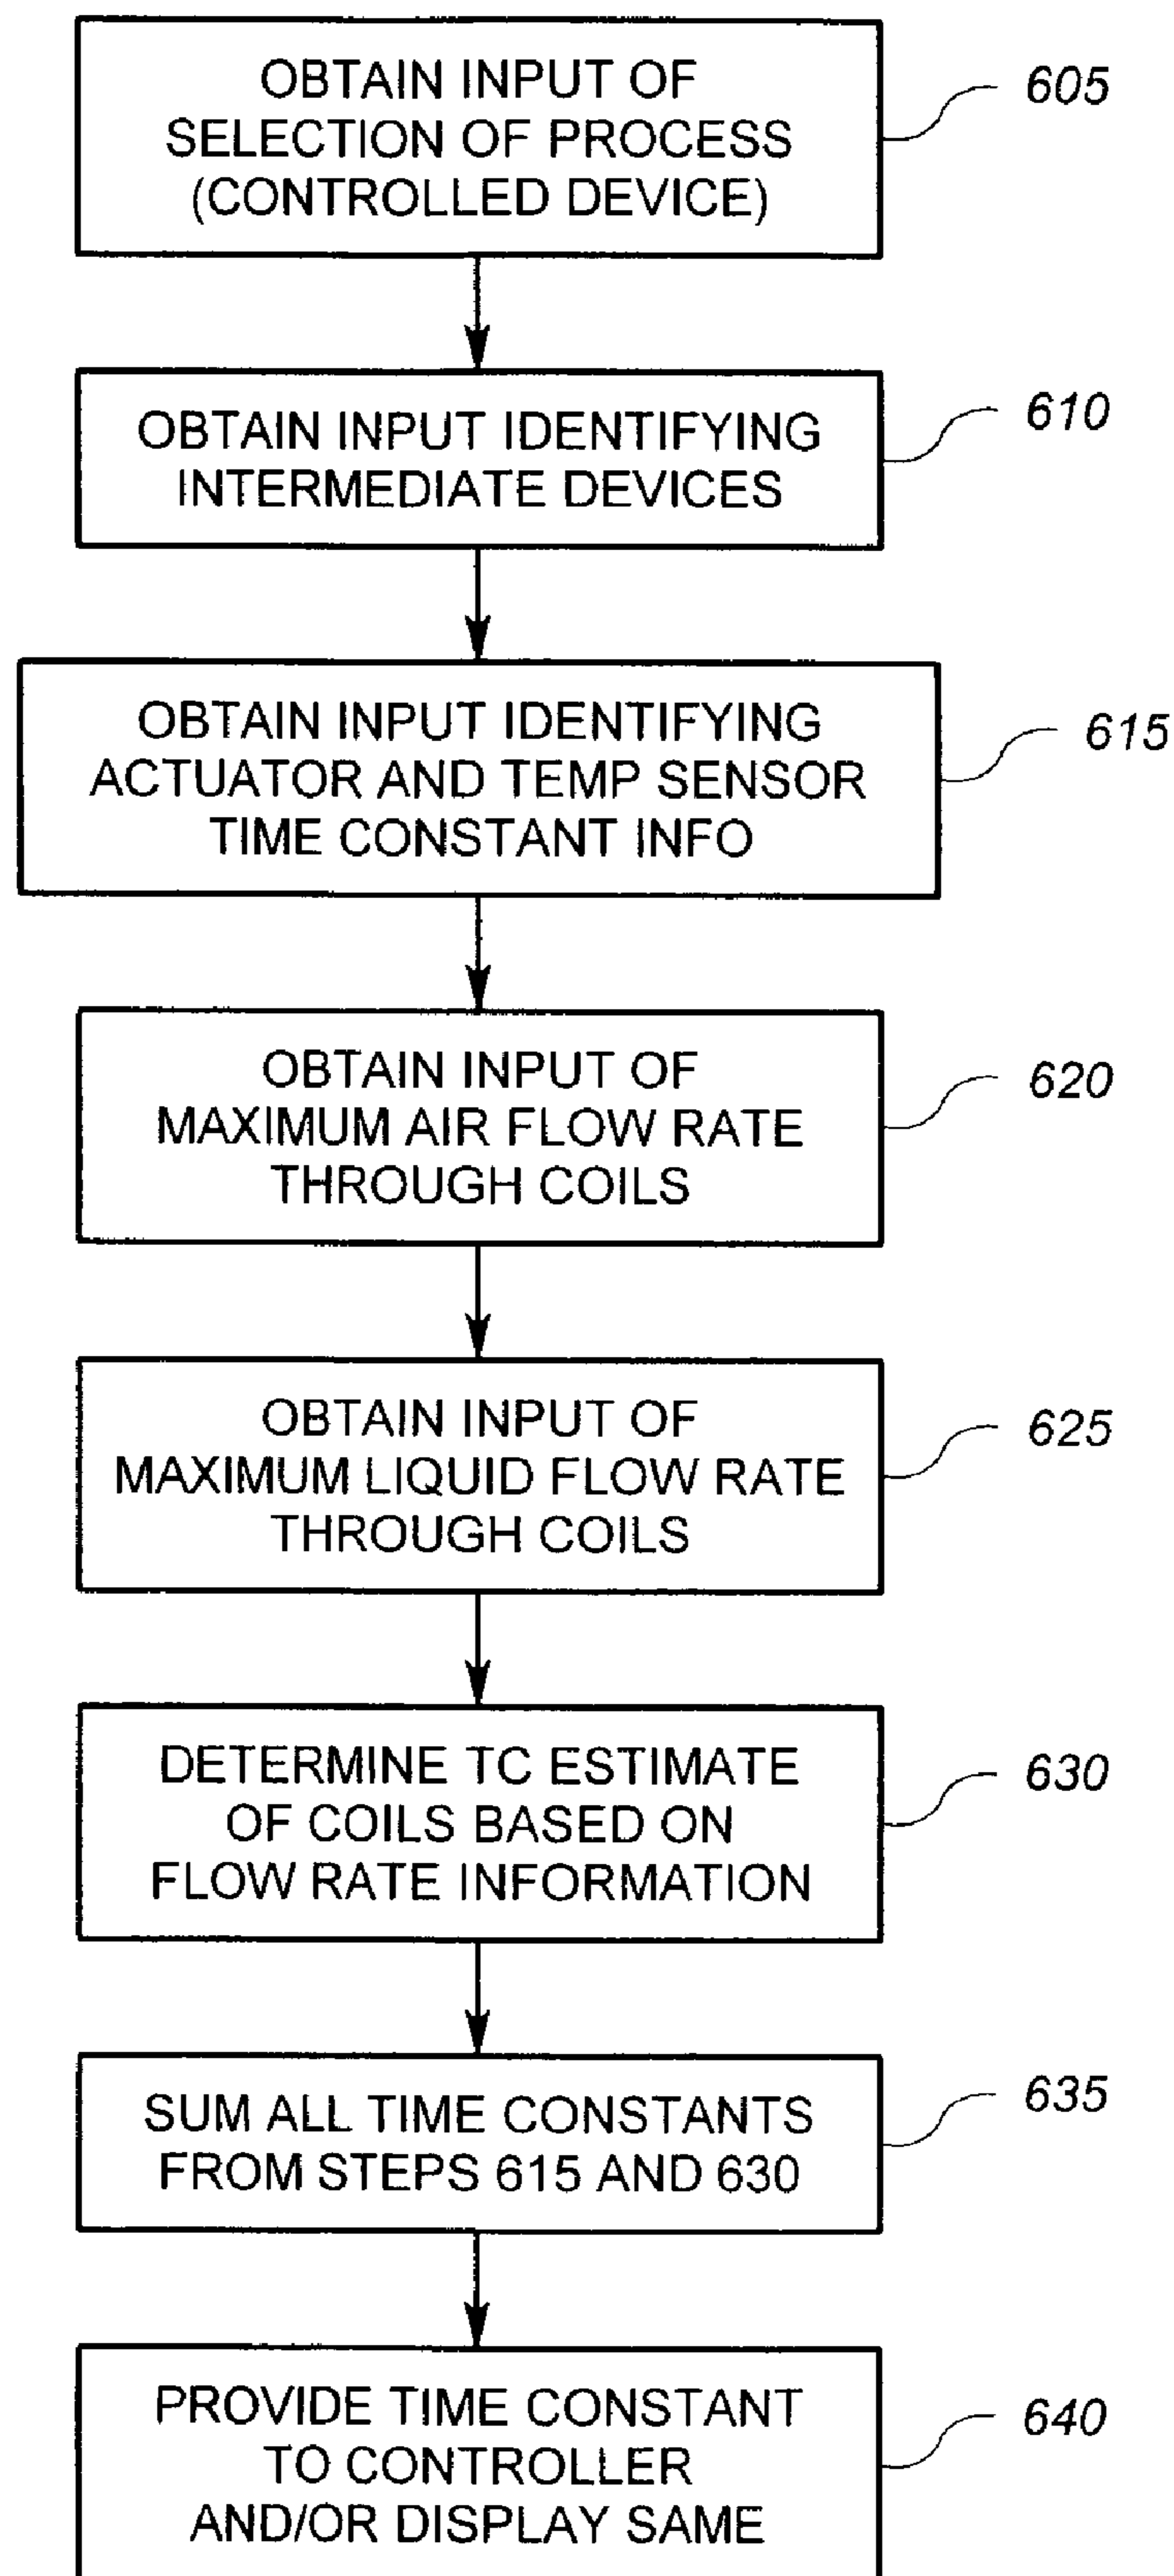 OBTAIN INPUT OF
SELECTION OF PROCESS
(CONTROLLED DEVICE)
605
OBTAIN INPUT IDENTIFYING
INTERMEDIATE DEVICES
610
OBTAIN INPUT IDENTIFYING
ACTUATOR AND TEMP SENSOR
TIME CONSTANT INFO
615
OBTAIN INPUT OF
MAXIMUM AIR FLOW RATE
THROUGH COILS
620
OBTAIN INPUT OF
MAXIMUM LIQUID FLOW RATE
THROUGH COILS
625
DETERMINE TC ESTIMATE
OF COILS BASED ON
FLOW RATE INFORMATION
630
SUM ALL TIME CONSTANTS
FROM STEPS 615 AND 630
635
PROVIDE TIME CONSTANT
TO CONTROLLER
AND/OR DISPLAY SAME
640